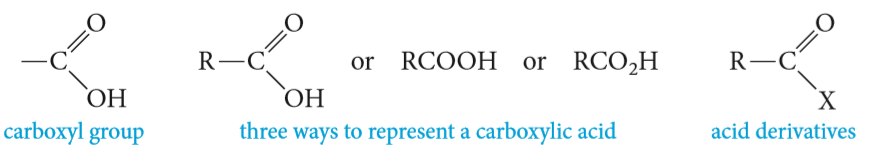 O
—C
OH
carboxyl group
O
R—C
OH
or RCOOH or RCO₂H
three ways to represent a carboxylic acid
O
R—C
X
acid derivatives